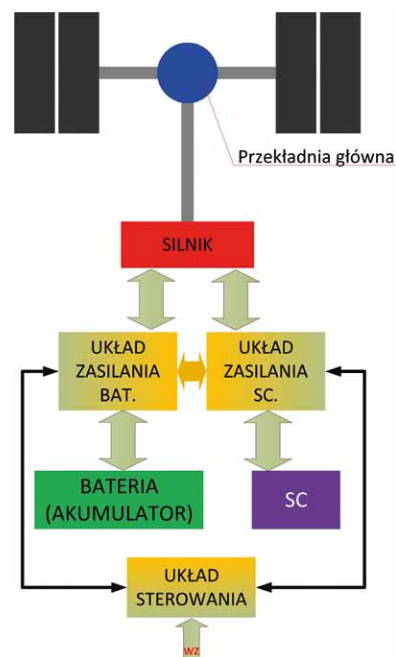 Przekładnia główna
SILNIK
UKŁAD
ZASILANIA
BAT.
UKŁAD
ZASILANIA
SC.
BATERIA
(AKUMULATOR)
SC
UKŁAD
STEROWANIA
WZ